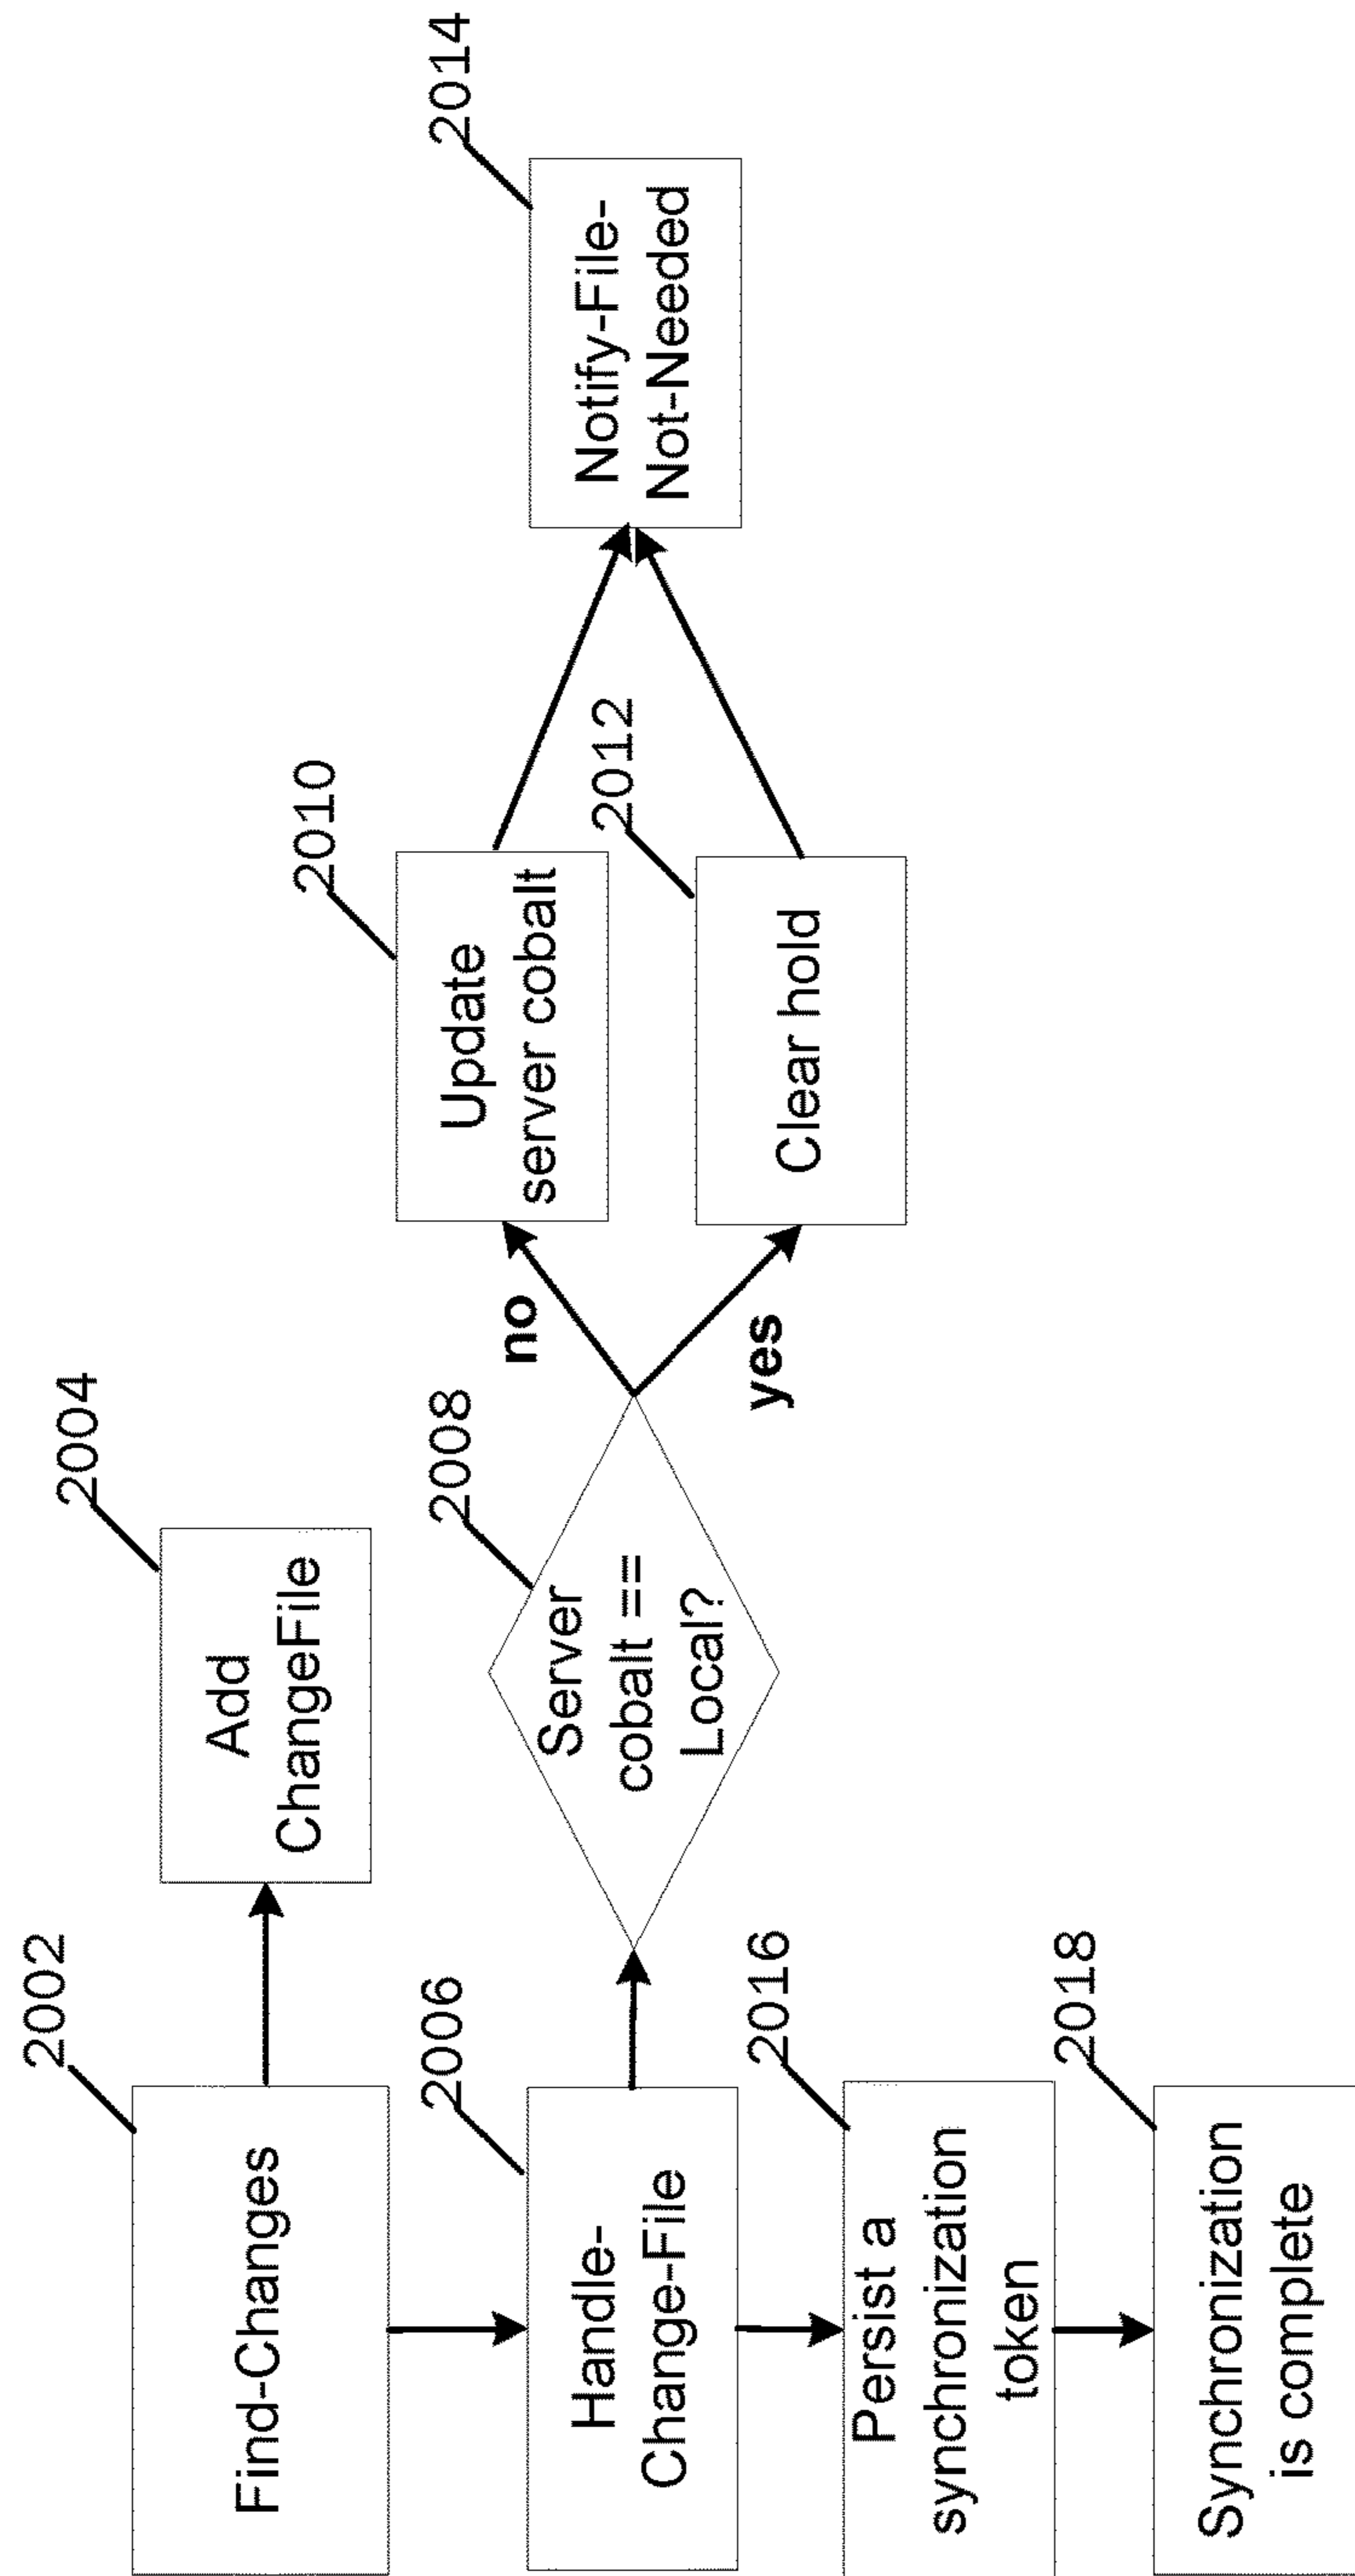 2002
Find-Changes
2004
Add
ChangeFile
2006
Handle-
Change-File
2008
Server
cobalt ==
Local?
no
yes
2010
Update
server cobalt
2012
Clear hold
2014
Notify-File-
Not-Needed
2016
Persist a
synchronization
token
2018
Synchronization
is complete